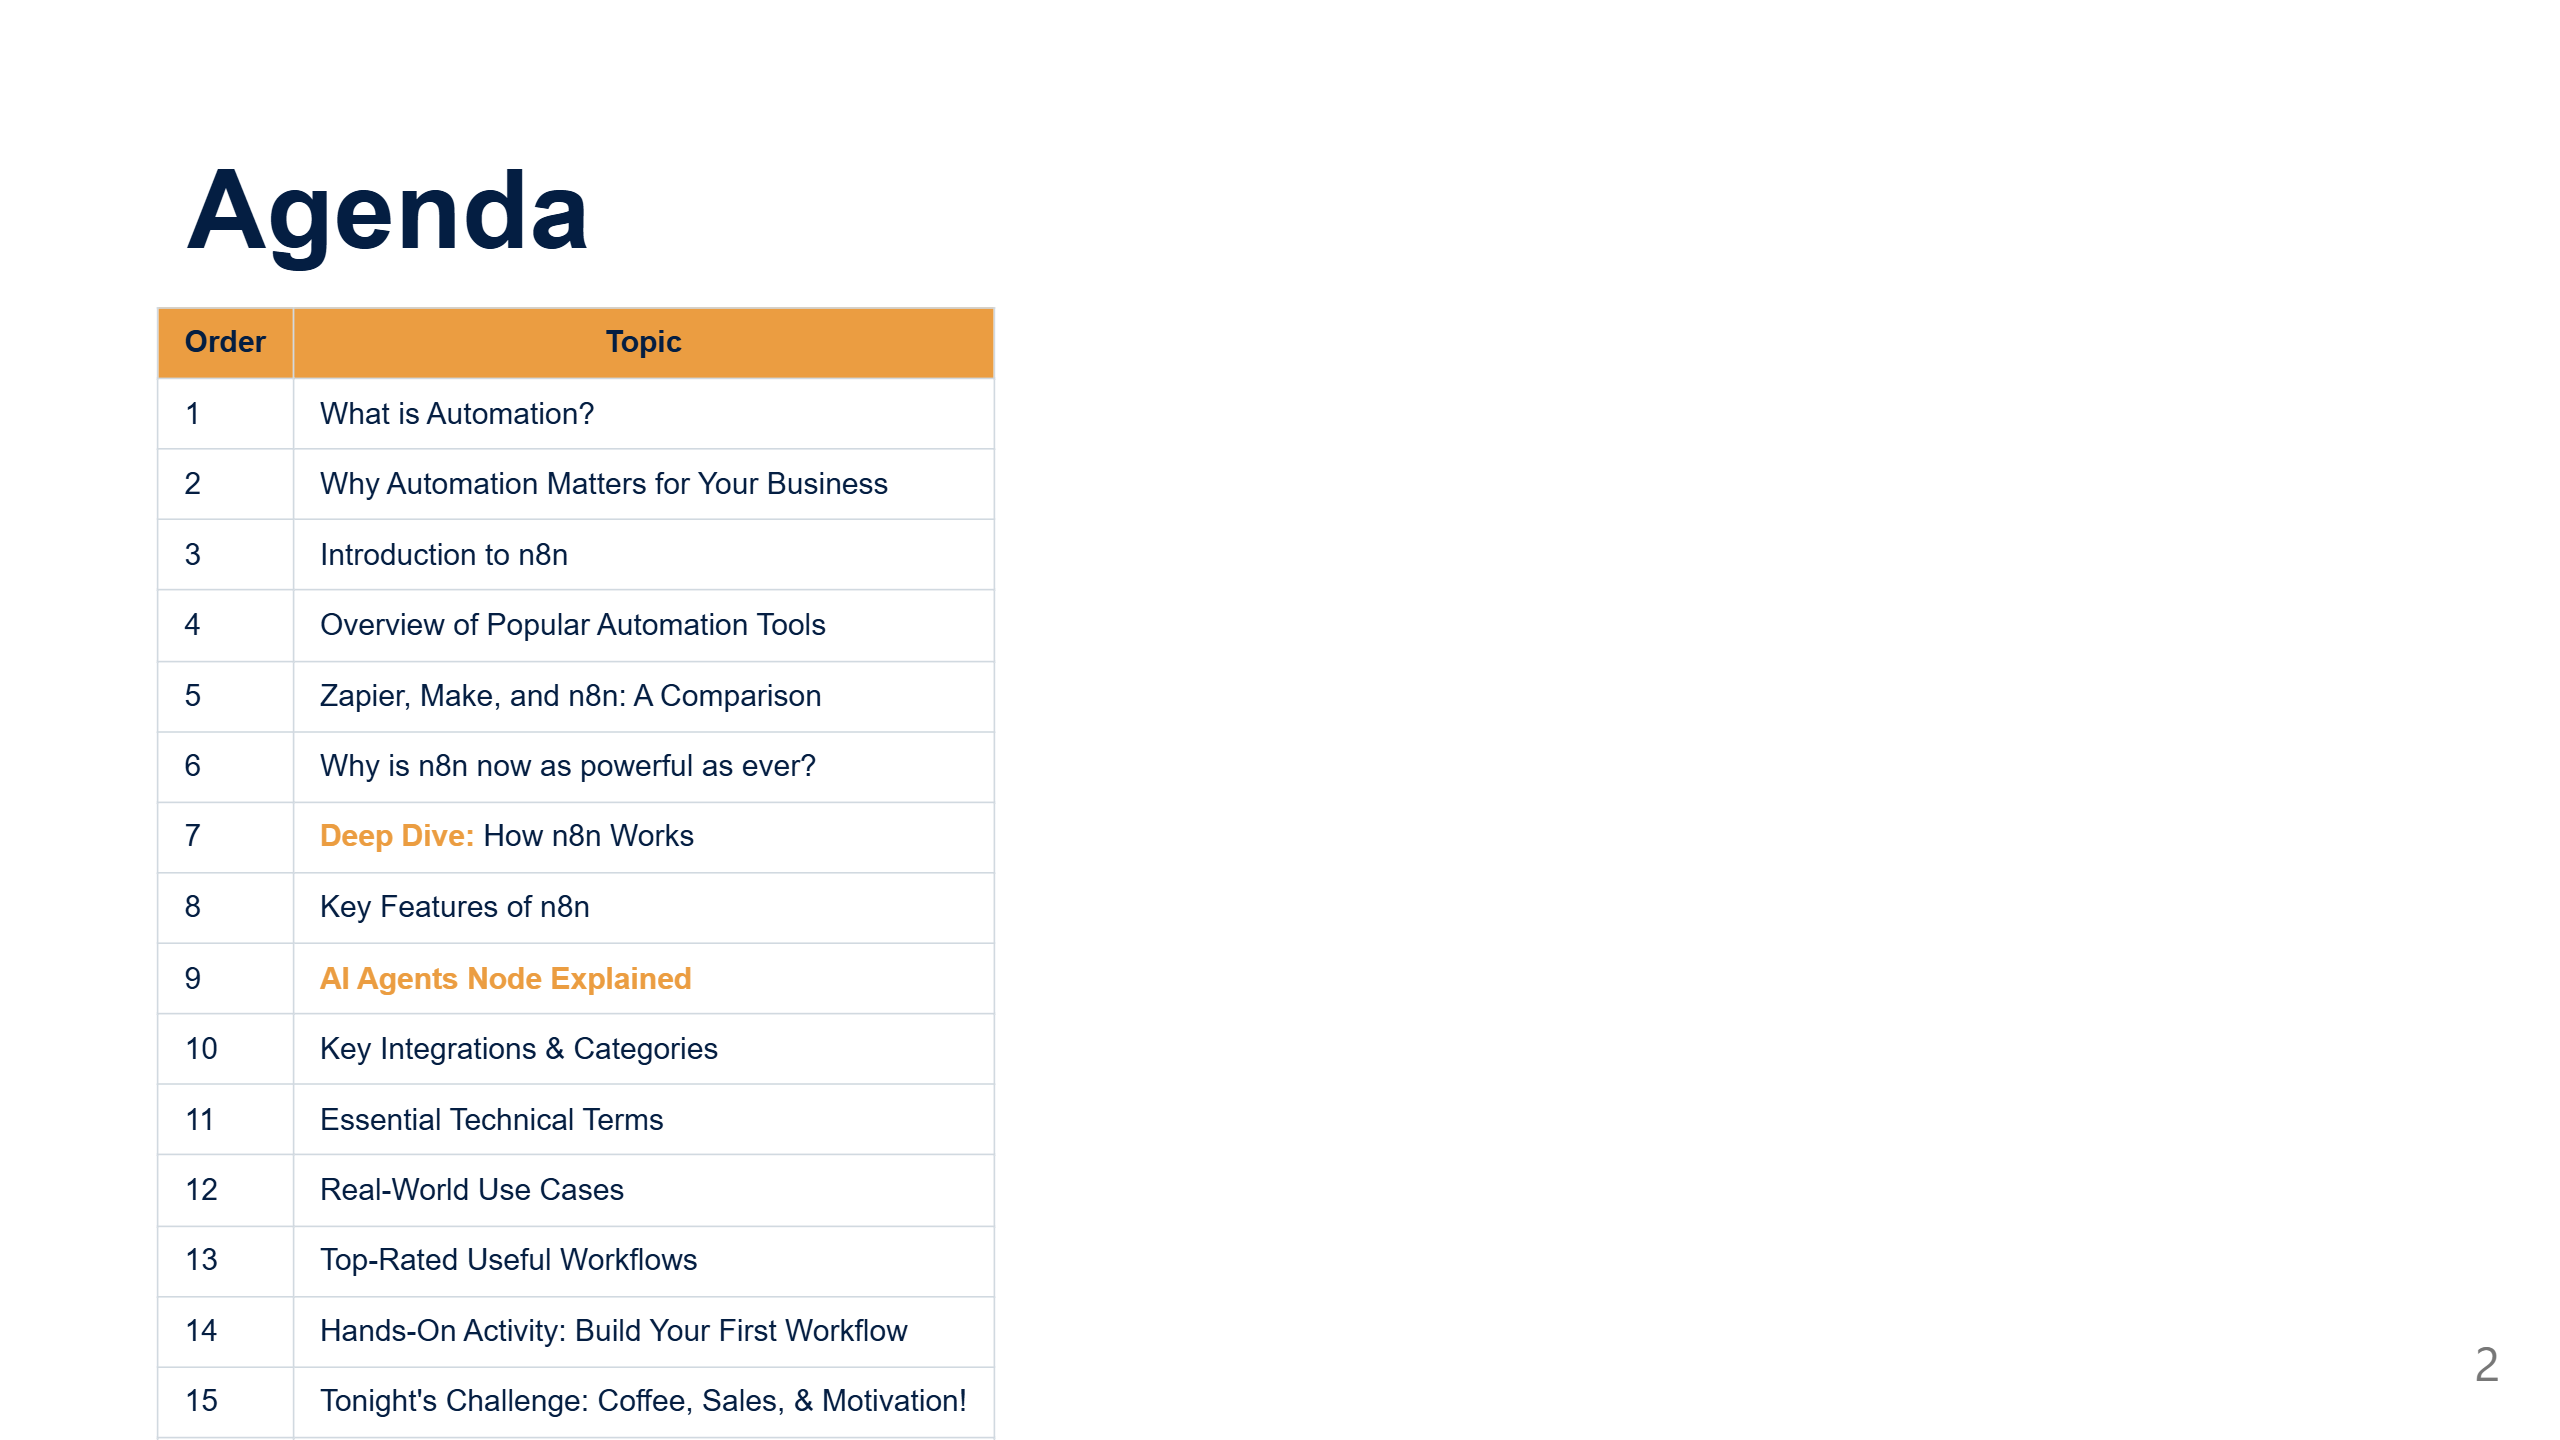 Agenda
Order Topic
1 What is Automation?
2 Why Automation Matters for Your Business
3 Introduction to n8n
4 Overview of Popular Automation Tools
5 Zapier, Make, and n8n: A Comparison
6 Why is n8n now as powerful as ever?
7 Deep Dive: How n8n Works
8 Key Features of n8n
9 AI Agents Node Explained
10 Key Integrations & Categories
11 Essential Technical Terms
12 Real-World Use Cases
13 Top-Rated Useful Workflows
14 Hands-On Activity: Build Your First Workflow
15 Tonight's Challenge: Coffee, Sales, & Motivation!
2